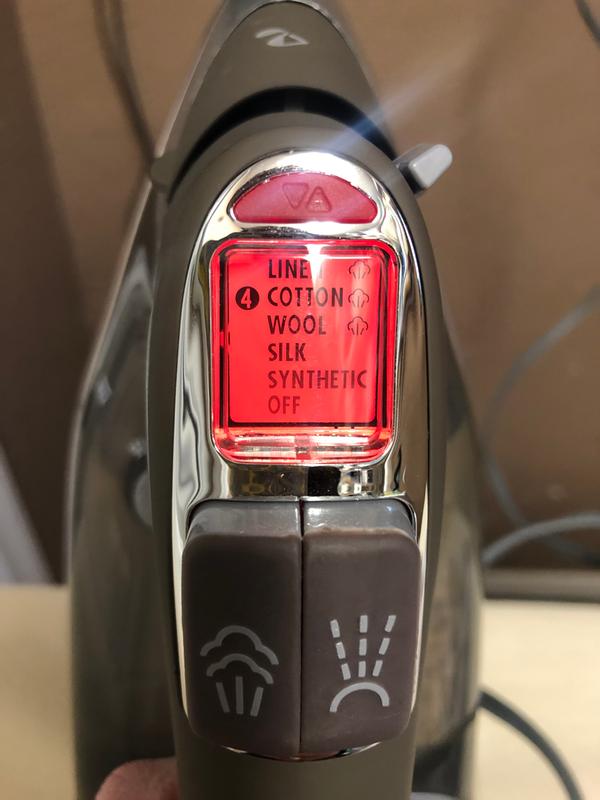 LINEN
4 COTTON
WOOL
SILK
SYNTHETIC
OFF